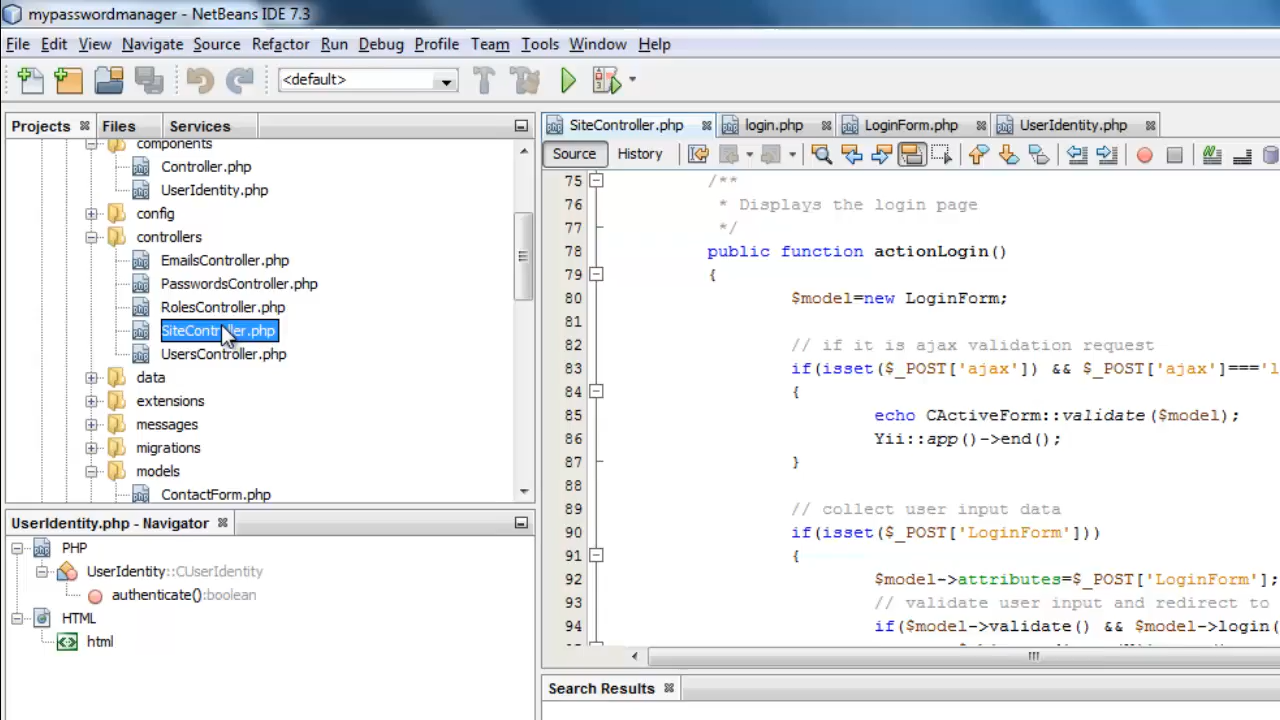 mypasswordmanager - NetBeans IDE 7.3
File Edit View Navigate Source Refactor Run Debug Profile Team Tools Window Help
<default>
Projects Files Services
components
Controller.php
UserIdentity.php
config
controllers
EmailsController.php
PasswordsController.php
RolesController.php
SiteController.php
UsersController.php
data
extensions
messages
migrations
models
ContactForm.php
UserIdentity.php - Navigator
PHP
UserIdentity::CUserIdentity
authenticate():boolean
HTML
html
SiteController.php login.php LoginForm.php UserIdentity.php
Source History
75 /**
76 * Displays the login page
77 */
78 public function actionLogin()
79 {
80 $model=new LoginForm;
81
82 // if it is ajax validation request
83 if(isset($_POST['ajax']) && $_POST['ajax']==='l
84 {
85 echo CActiveForm::validate($model);
86 Yii::app()->end();
87 }
88
89 // collect user input data
90 if(isset($_POST['LoginForm']))
91 {
92 $model->attributes=$_POST['LoginForm'];
93 // validate user input and redirect to
94 if($model->validate() && $model->login(
Search Results